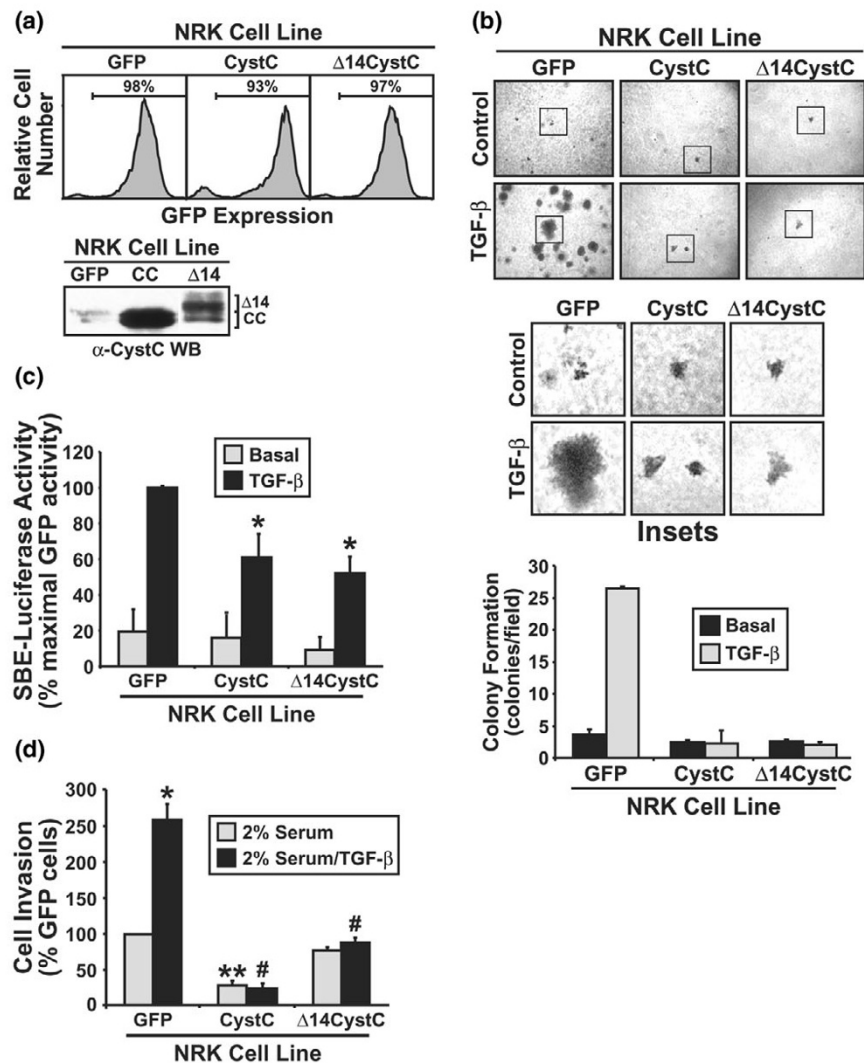 (a)
NRK Cell Line
GFP CystC Δ14CystC
98% 93% 97%
Relative Cell
Number
GFP Expression
NRK Cell Line
GFP CC Δ14
Δ14
CC
α-CystC WB
(b)
NRK Cell Line
GFP CystC Δ14CystC
Control
TGF-β
GFP CystC Δ14CystC
Control
TGF-β
Insets
30
25
20
15
10
5
0
Colony Formation
(colonies/field)
Basal
TGF-β
GFP CystC Δ14CystC
NRK Cell Line
(c)
120
100
80
60
40
20
0
SBE-Luciferase Activity
(% maximal GFP activity)
Basal
TGF-β
* *
GFP CystC Δ14CystC
NRK Cell Line
(d)
300
250
200
150
100
50
0
Cell Invasion
(% GFP cells)
2% Serum
2% Serum/TGF-β
* ** # #
GFP CystC Δ14CystC
NRK Cell Line